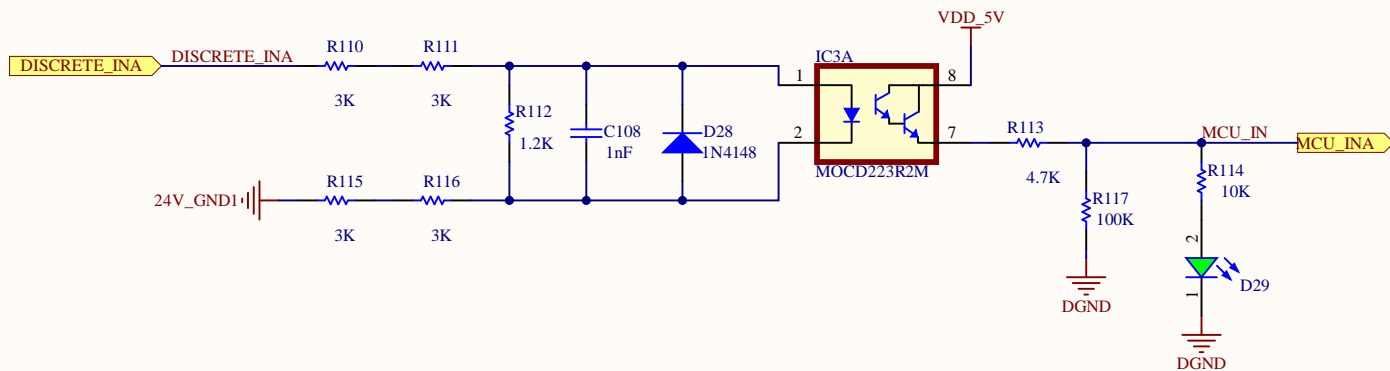 VDD_5V
DISCRETE_INA
DISCRETE_INA
R110
R111
3K
3K
R112
1.2K
C108
1nF
D28
1N4148
IC3A
1
8
2
7
MOCD223R2M
R113
4.7K
MCU_IN
MCU_INA
R114
10K
R117
100K
2
1
D29
DGND
DGND
24V_GND1
R115
R116
3K
3K